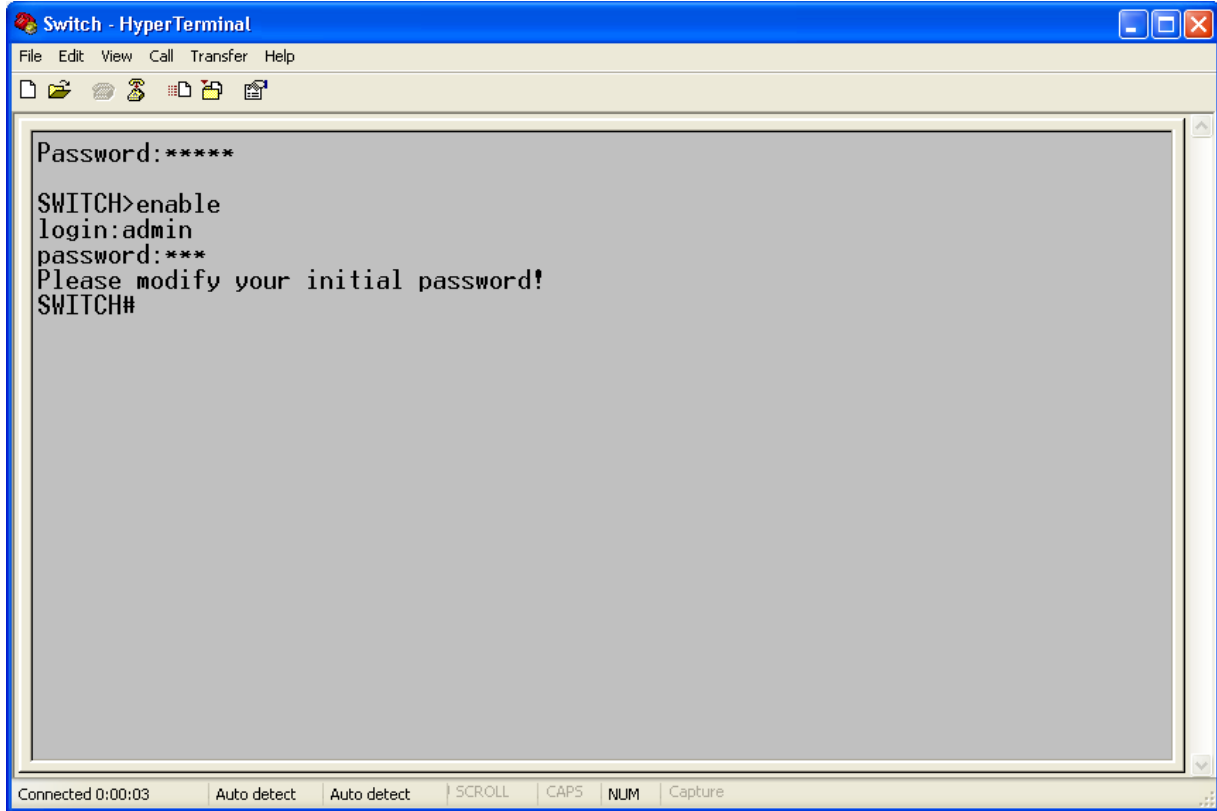 Switch - HyperTerminal
File Edit View Call Transfer Help
Password:*****
SWITCH>enable
login:admin
password:***
Please modify your initial password!
SWITCH#
Connected 0:00:03 Auto detect Auto detect SCROLL CAPS NUM Capture